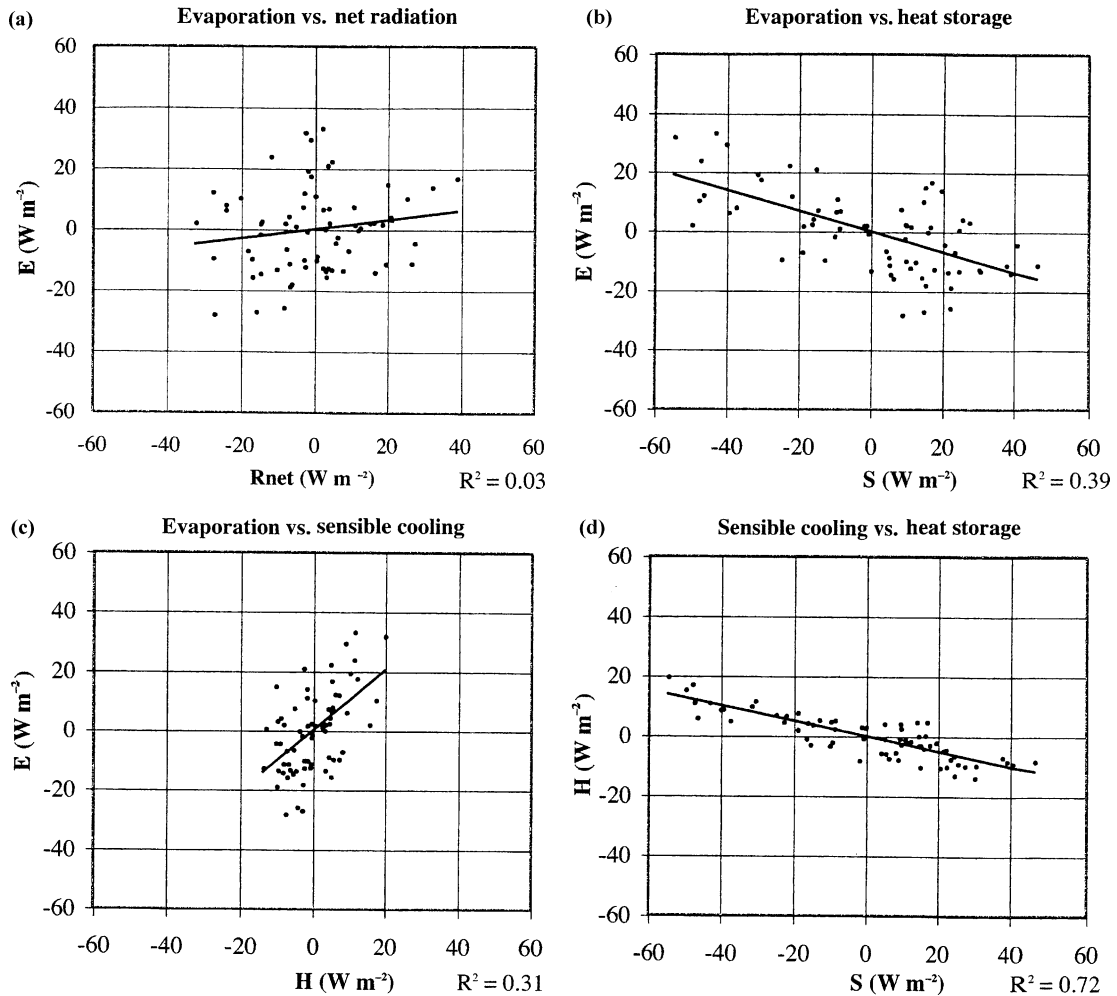 (a) Evaporation vs. net radiation
60
40
20
0
-20
-40
-60
E (W m⁻²)
-60 -40 -20 0 20 40 60
Rnet (W m ⁻²) R² = 0.03
(b) Evaporation vs. heat storage
60
40
20
0
-20
-40
-60
E (W m⁻²)
-60 -40 -20 0 20 40 60
S (W m⁻²) R² = 0.39
(c) Evaporation vs. sensible cooling
60
40
20
0
-20
-40
-60
E (W m⁻²)
-60 -40 -20 0 20 40 60
H (W m⁻²) R² = 0.31
(d) Sensible cooling vs. heat storage
60
40
20
0
-20
-40
-60
H (W m⁻²)
-60 -40 -20 0 20 40 60
S (W m⁻²) R² = 0.72